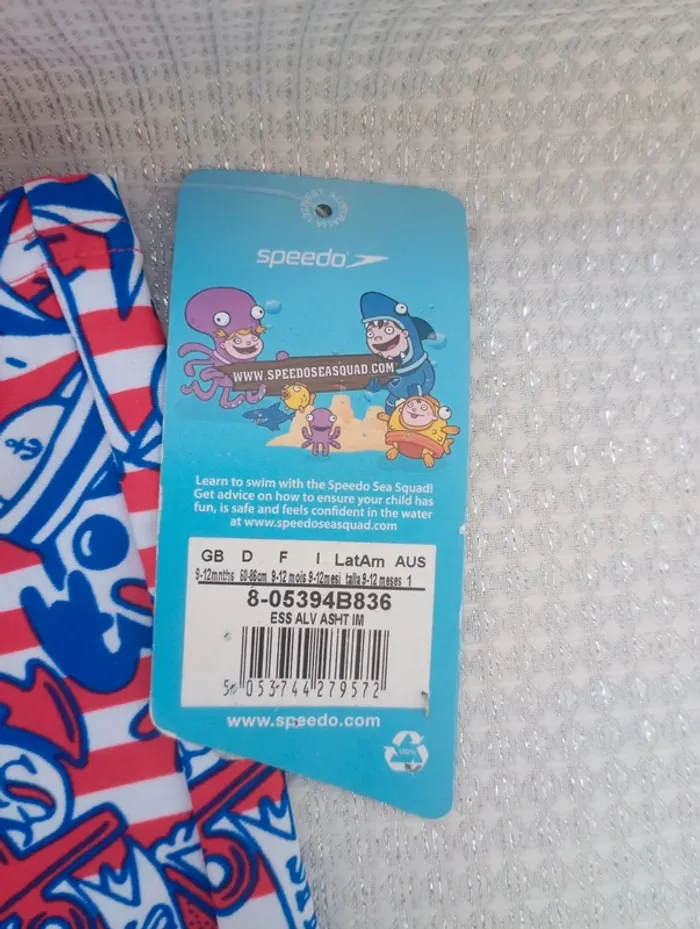 speedo
WWW.SPEEDOSEASQUAD.COM
Learn to swim with the Speedo Sea Squad!
Get advice on how to ensure your child has
fun, is safe and feels confident in the water
at www.speedoseasquad.com
GB D F I LatAm AUS
9-12mnths 80-86cm 9-12 mois 9-12mesi talla 9-12 meses 1
8-05394B836
ESS ALV ASHT IM
5 053744 279572
www.speedo.com
100%